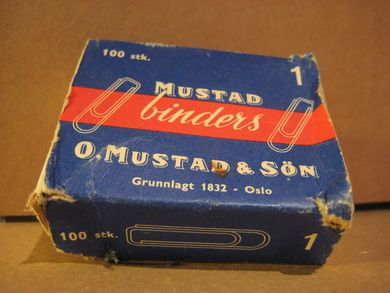 100 stk.
1
MUSTAD
binders
O. MUSTAD & SÖN
Grunnlagt 1832 - Oslo
100 stk.
1